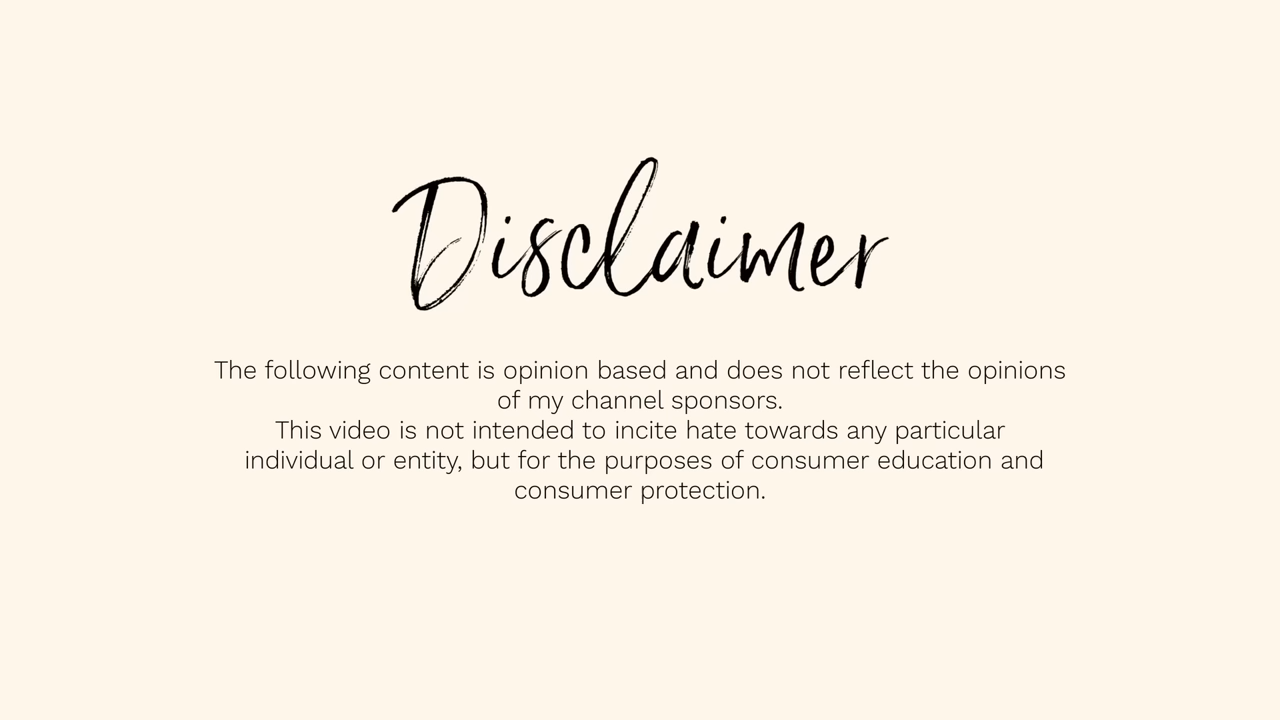 Disclaimer
The following content is opinion based and does not reflect the opinions
of my channel sponsors.
This video is not intended to incite hate towards any particular
individual or entity, but for the purposes of consumer education and
consumer protection.